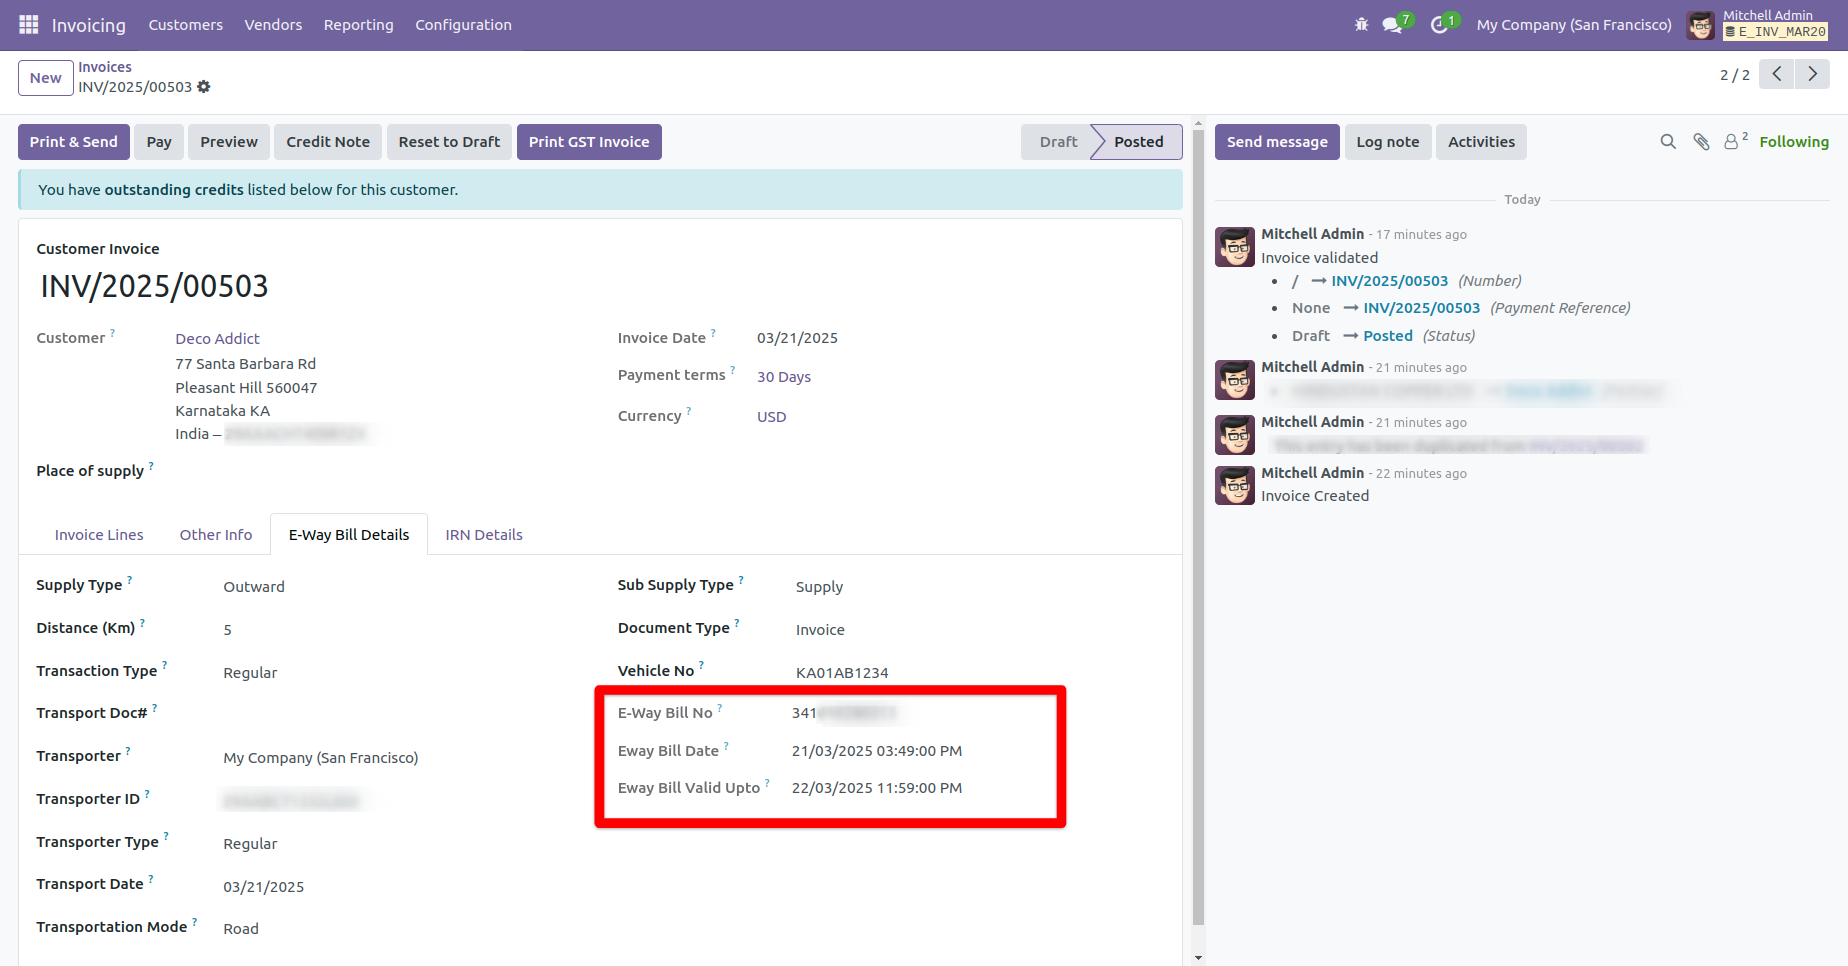 Invoicing Customers Vendors Reporting Configuration 7 1 My Company (San Francisco) Mitchell Admin
E_INV_MAR20
New Invoices
INV/2025/00503
2 / 2
Print & Send Pay Preview Credit Note Reset to Draft Print GST Invoice Draft Posted
You have outstanding credits listed below for this customer.
Customer Invoice
INV/2025/00503
Customer ? Deco Addict
77 Santa Barbara Rd
Pleasant Hill 560047
Karnataka KA
India –
Place of supply ?
Invoice Date ? 03/21/2025
Payment terms ? 30 Days
Currency ? USD
Invoice Lines Other Info E-Way Bill Details IRN Details
Supply Type ? Outward
Distance (Km) ? 5
Transaction Type ? Regular
Transport Doc# ?
Transporter ? My Company (San Francisco)
Transporter ID ?
Transporter Type ? Regular
Transport Date ? 03/21/2025
Transportation Mode ? Road
Sub Supply Type ? Supply
Document Type ? Invoice
Vehicle No ? KA01AB1234
E-Way Bill No ? 341
Eway Bill Date ? 21/03/2025 03:49:00 PM
Eway Bill Valid Upto ? 22/03/2025 11:59:00 PM
Send message Log note Activities 2 Following
Today
Mitchell Admin - 17 minutes ago
Invoice validated
• / → INV/2025/00503 (Number)
• None → INV/2025/00503 (Payment Reference)
• Draft → Posted (Status)
Mitchell Admin - 21 minutes ago
Mitchell Admin - 21 minutes ago
This entry has been duplicated from
Mitchell Admin - 22 minutes ago
Invoice Created